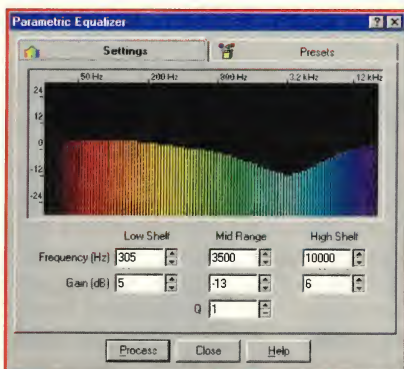 Parametric Equalizer
Settings
Presets
50 Hz 200 Hz 800 Hz 3.2 kHz 12 kHz
24
12
0
-12
-24
Low Shelf Mid Range High Shelf
Frequency (Hz) 305 3500 10000
Gain (dB) 5 -13 6
Q 1
Process Close Help